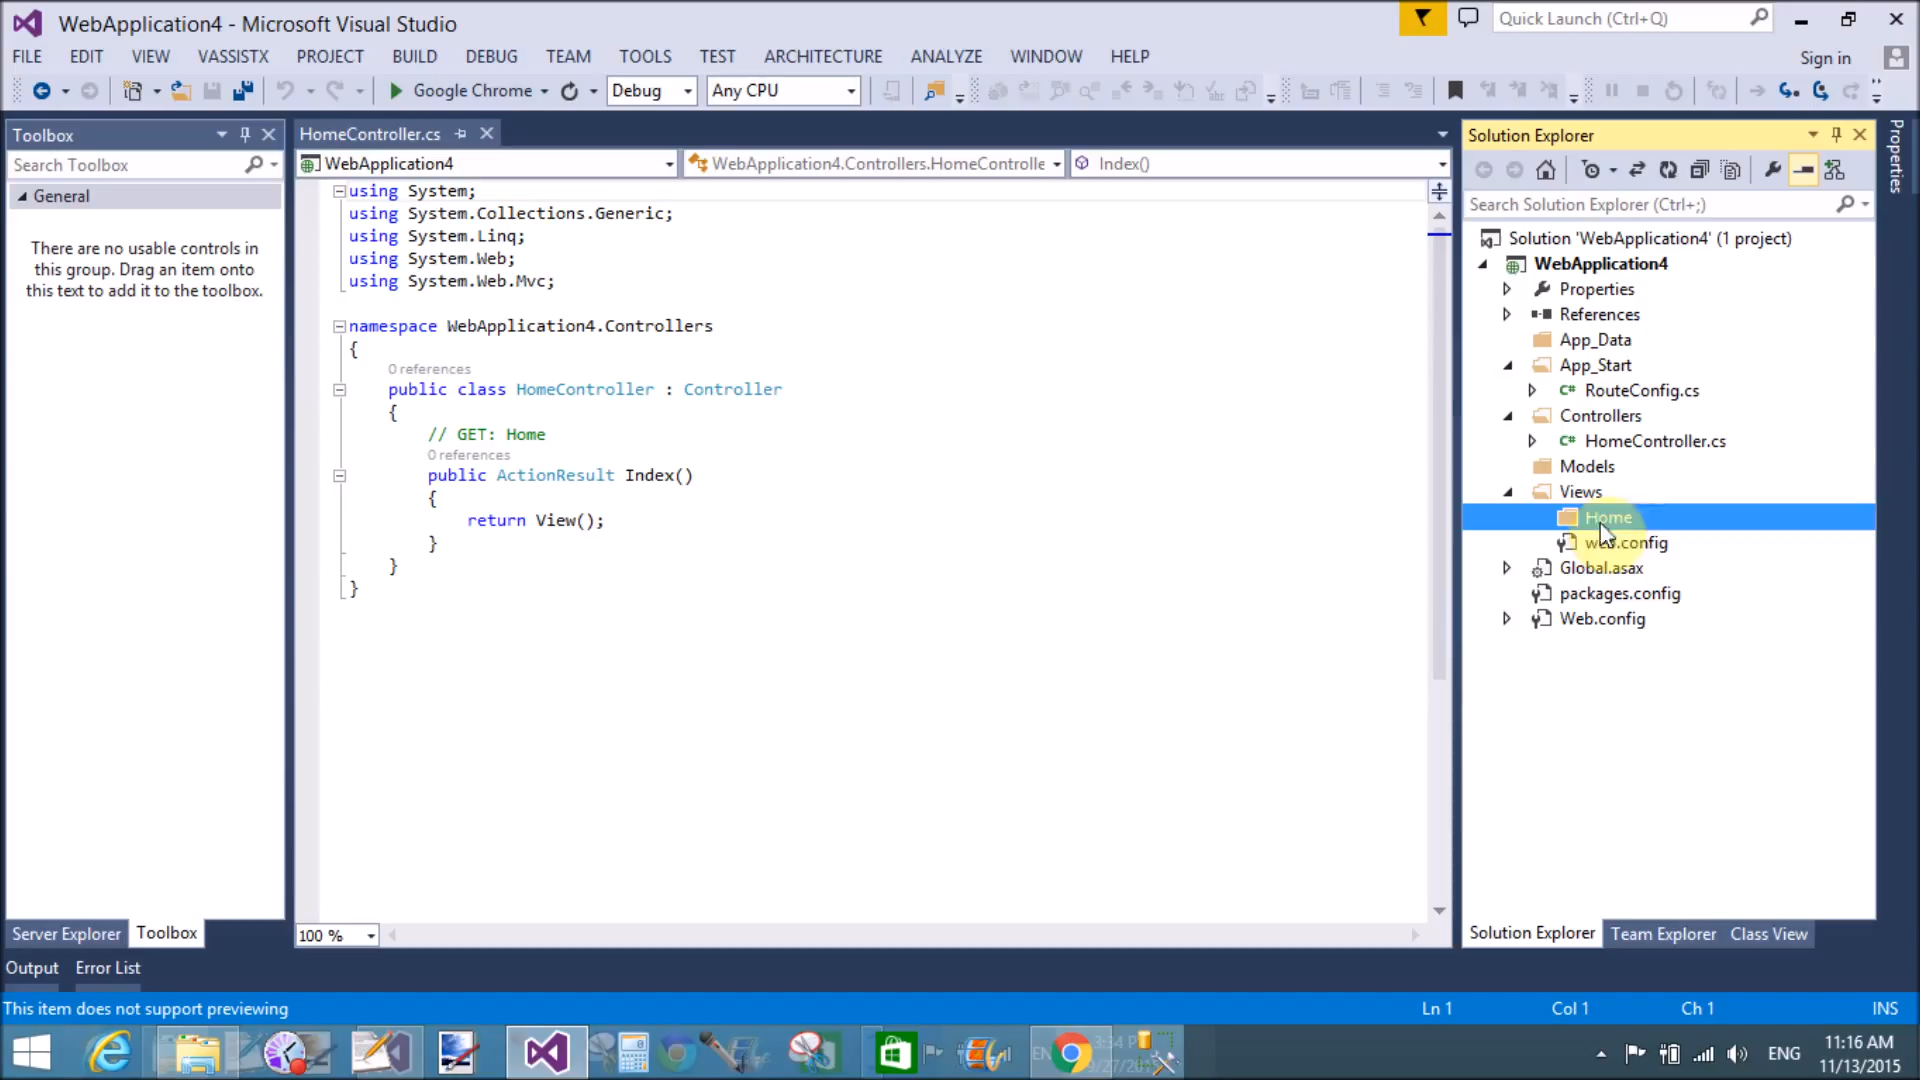 WebApplication4 - Microsoft Visual Studio
Quick Launch (Ctrl+Q)
FILE EDIT VIEW VASSISTX PROJECT BUILD DEBUG TEAM TOOLS TEST ARCHITECTURE ANALYZE WINDOW HELP
Sign in
Google Chrome Debug Any CPU
Toolbox
Search Toolbox
General
There are no usable controls in
this group. Drag an item onto
this text to add it to the toolbox.
Server Explorer Toolbox
HomeController.cs
WebApplication4 WebApplication4.Controllers.HomeControlle Index()
using System;
using System.Collections.Generic;
using System.Linq;
using System.Web;
using System.Web.Mvc;
namespace WebApplication4.Controllers
{
0 references
public class HomeController : Controller
{
// GET: Home
0 references
public ActionResult Index()
{
return View();
}
}
}
100 %
Solution Explorer
Search Solution Explorer (Ctrl+;)
Solution 'WebApplication4' (1 project)
WebApplication4
Properties
References
App_Data
App_Start
C# RouteConfig.cs
Controllers
C# HomeController.cs
Models
Views
Home
web.config
Global.asax
packages.config
Web.config
Solution Explorer Team Explorer Class View
Properties
Output Error List
This item does not support previewing
Ln 1 Col 1 Ch 1 INS
ENG
11:16 AM
11/13/2015